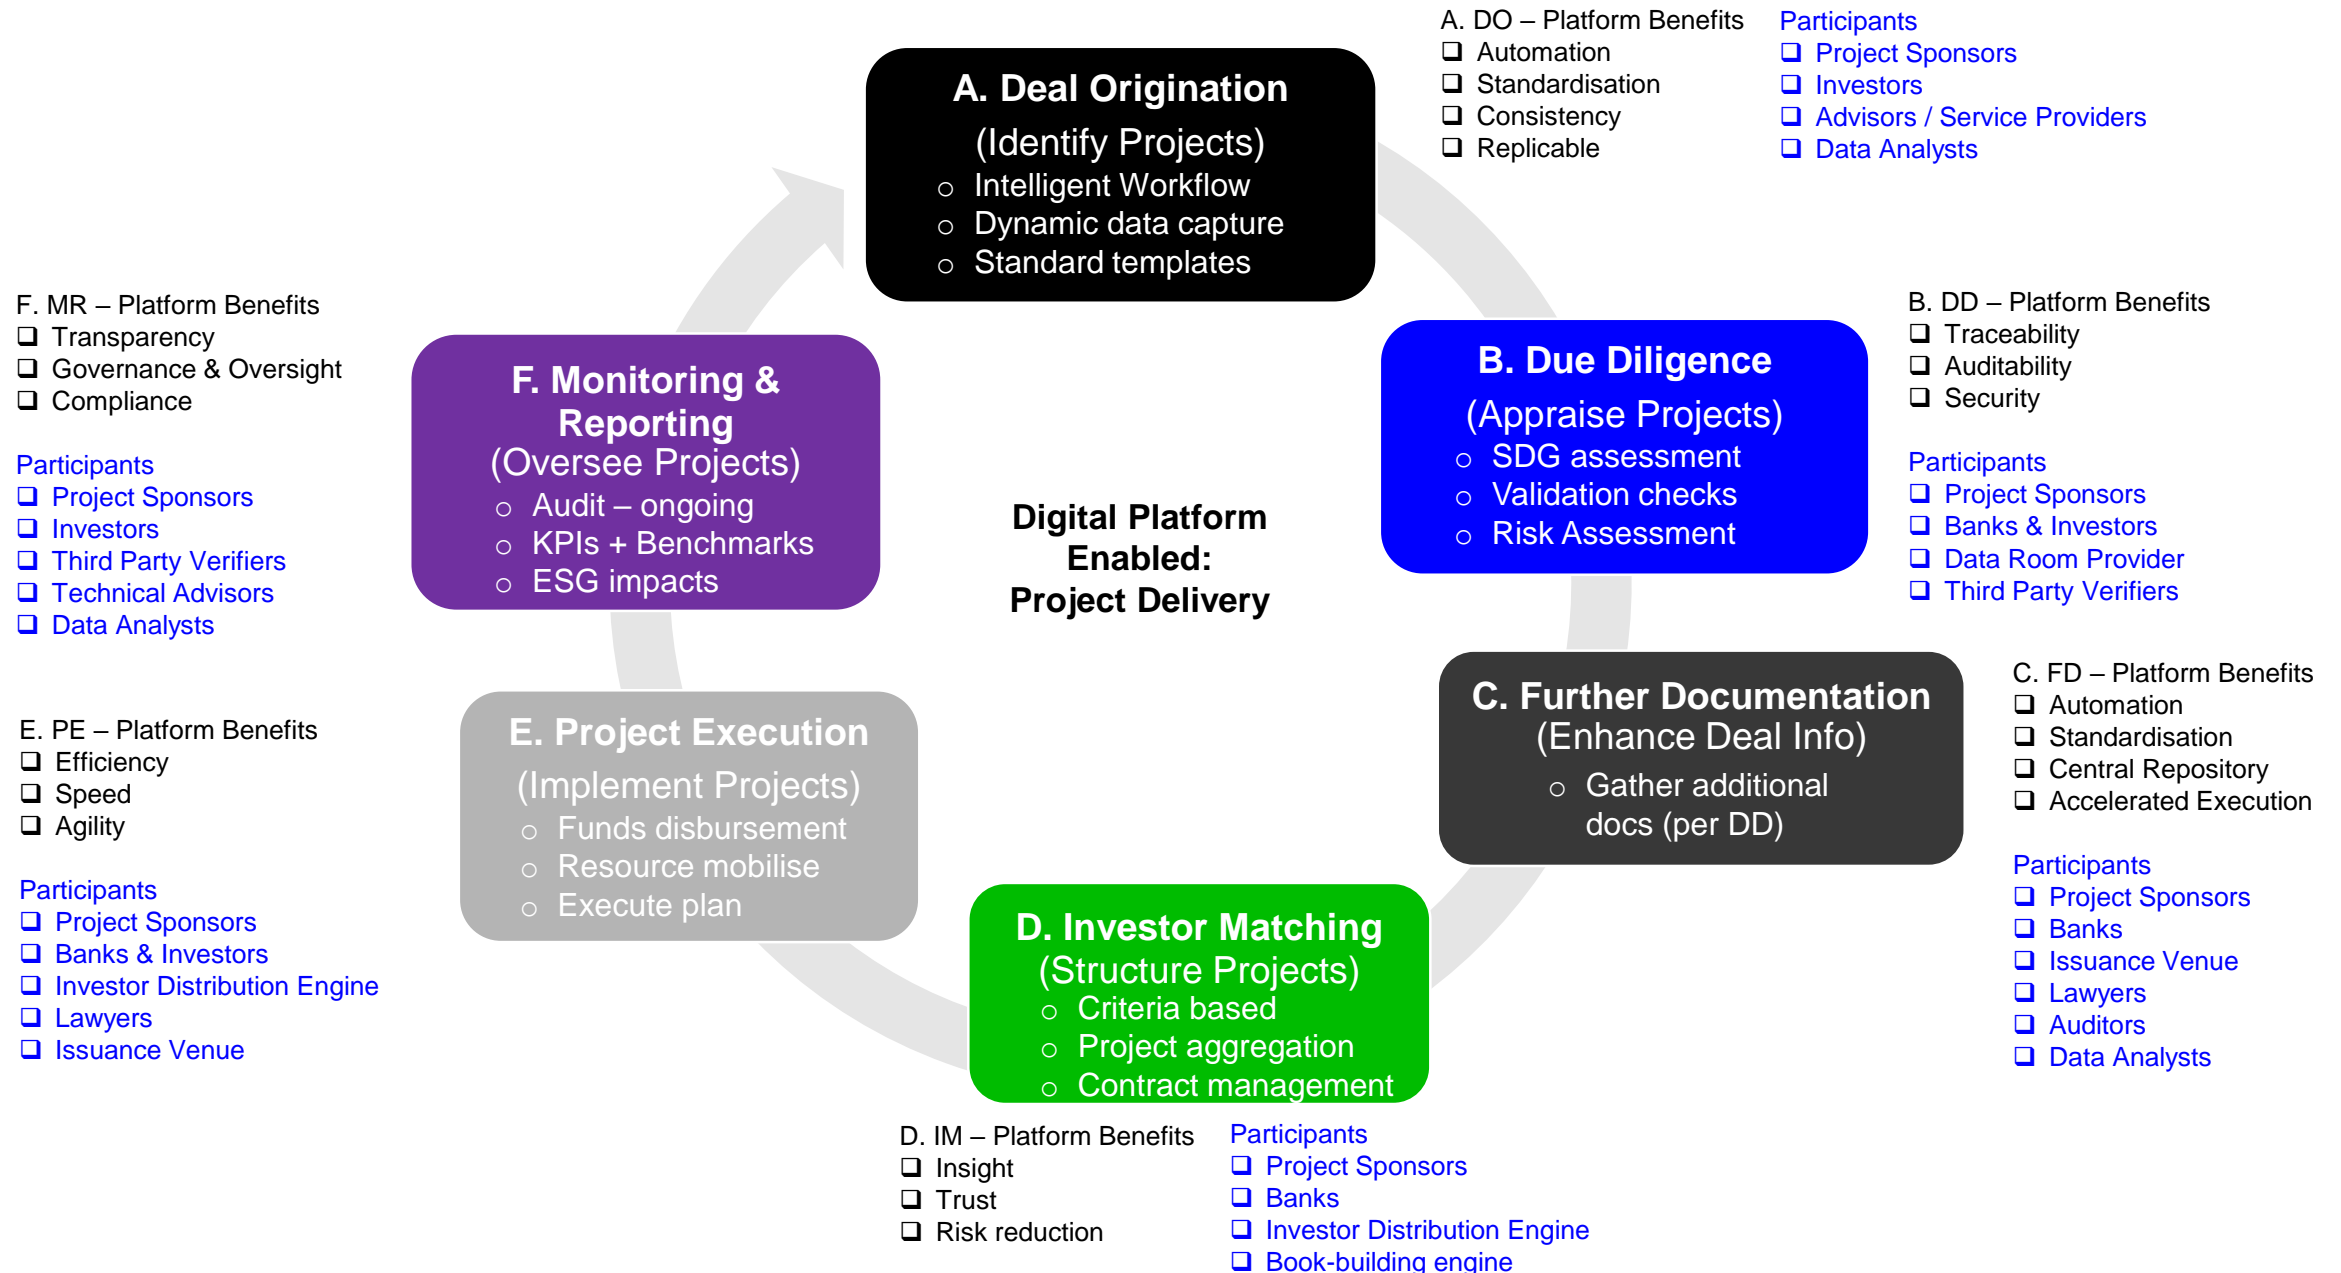 A. DO – Platform Benefits
❑ Automation
❑ Standardisation
❑ Consistency
❑ Replicable
Participants
❑ Project Sponsors
❑ Investors
❑ Advisors / Service Providers
❑ Data Analysts
A. Deal Origination
(Identify Projects)
o Intelligent Workflow
o Dynamic data capture
o Standard templates
B. DD – Platform Benefits
❑ Traceability
❑ Auditability
❑ Security
Participants
❑ Project Sponsors
❑ Banks & Investors
❑ Data Room Provider
❑ Third Party Verifiers
B. Due Diligence
(Appraise Projects)
o SDG assessment
o Validation checks
o Risk Assessment
F. MR – Platform Benefits
❑ Transparency
❑ Governance & Oversight
❑ Compliance
Participants
❑ Project Sponsors
❑ Investors
❑ Third Party Verifiers
❑ Technical Advisors
❑ Data Analysts
F. Monitoring &
Reporting
(Oversee Projects)
o Audit – ongoing
o KPIs + Benchmarks
o ESG impacts
Digital Platform
Enabled:
Project Delivery
C. Further Documentation
(Enhance Deal Info)
o Gather additional
docs (per DD)
C. FD – Platform Benefits
❑ Automation
❑ Standardisation
❑ Central Repository
❑ Accelerated Execution
Participants
❑ Project Sponsors
❑ Banks
❑ Issuance Venue
❑ Lawyers
❑ Auditors
❑ Data Analysts
E. PE – Platform Benefits
❑ Efficiency
❑ Speed
❑ Agility
Participants
❑ Project Sponsors
❑ Banks & Investors
❑ Investor Distribution Engine
❑ Lawyers
❑ Issuance Venue
E. Project Execution
(Implement Projects)
o Funds disbursement
o Resource mobilise
o Execute plan
D. Investor Matching
(Structure Projects)
o Criteria based
o Project aggregation
o Contract management
D. IM – Platform Benefits
❑ Insight
❑ Trust
❑ Risk reduction
Participants
❑ Project Sponsors
❑ Banks
❑ Investor Distribution Engine
❑ Book-building engine